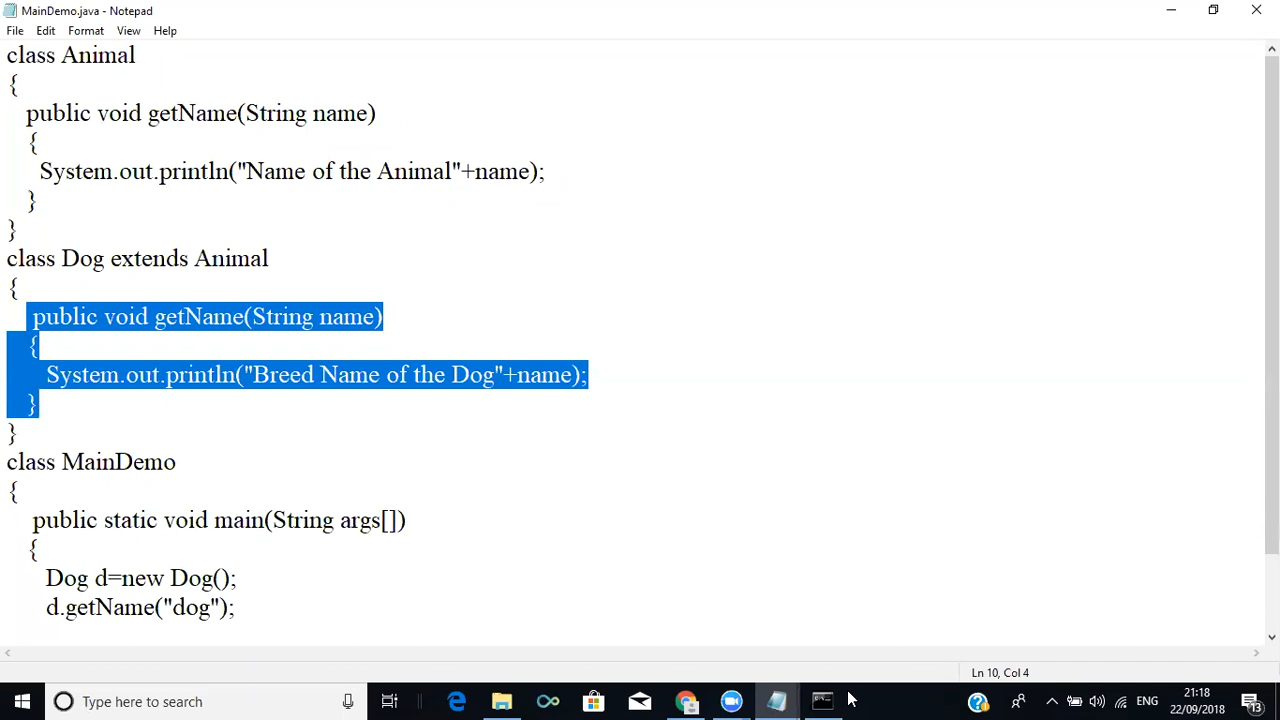 MainDemo.java - Notepad
File Edit Format View Help
class Animal
{
public void getName(String name)
{
System.out.println("Name of the Animal"+name);
}
}
class Dog extends Animal
{
public void getName(String name)
{
System.out.println("Breed Name of the Dog"+name);
}
}
class MainDemo
{
public static void main(String args[])
{
Dog d=new Dog();
d.getName("dog");
Ln 10, Col 4
Type here to search
ENG
21:18
22/09/2018
13